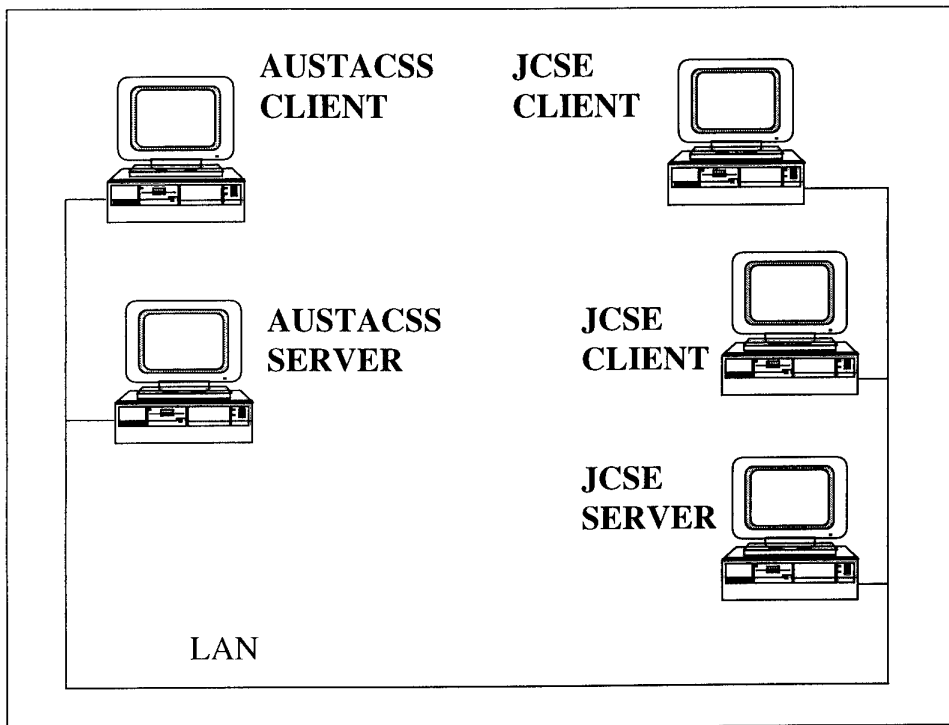 AUSTACSS
CLIENT
JCSE
CLIENT
AUSTACSS
SERVER
JCSE
CLIENT
JCSE
SERVER
LAN